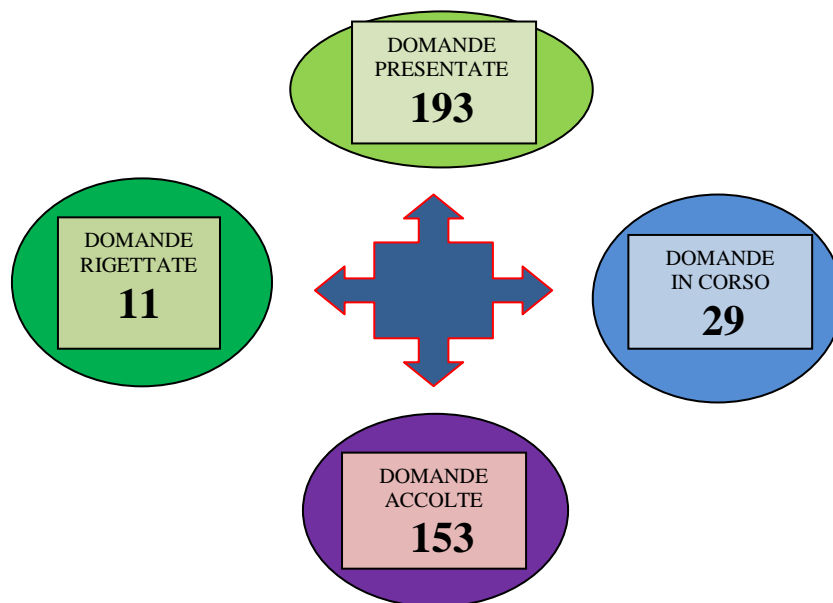 DOMANDE
PRESENTATE
193
DOMANDE
RIGETTATE
11
DOMANDE
IN CORSO
29
DOMANDE
ACCOLTE
153